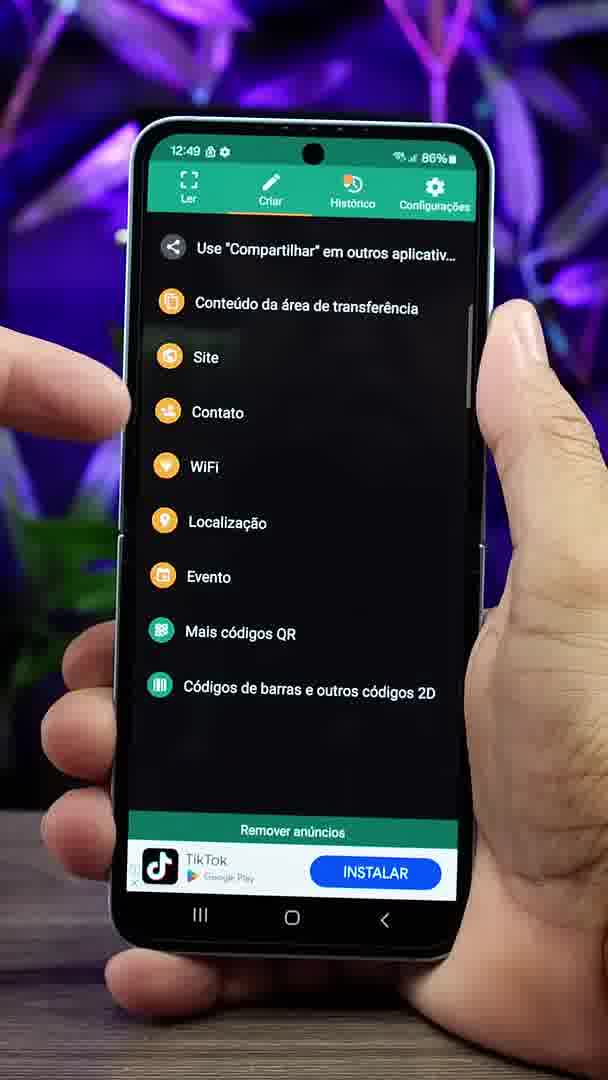 12:49 86%
Ler Criar Histórico Configurações
Use "Compartilhar" em outros aplicativ...
Conteúdo da área de transferência
Site
Contato
WiFi
Localização
Evento
Mais códigos QR
Códigos de barras e outros códigos 2D
Remover anúncios
TikTok
Google Play
INSTALAR